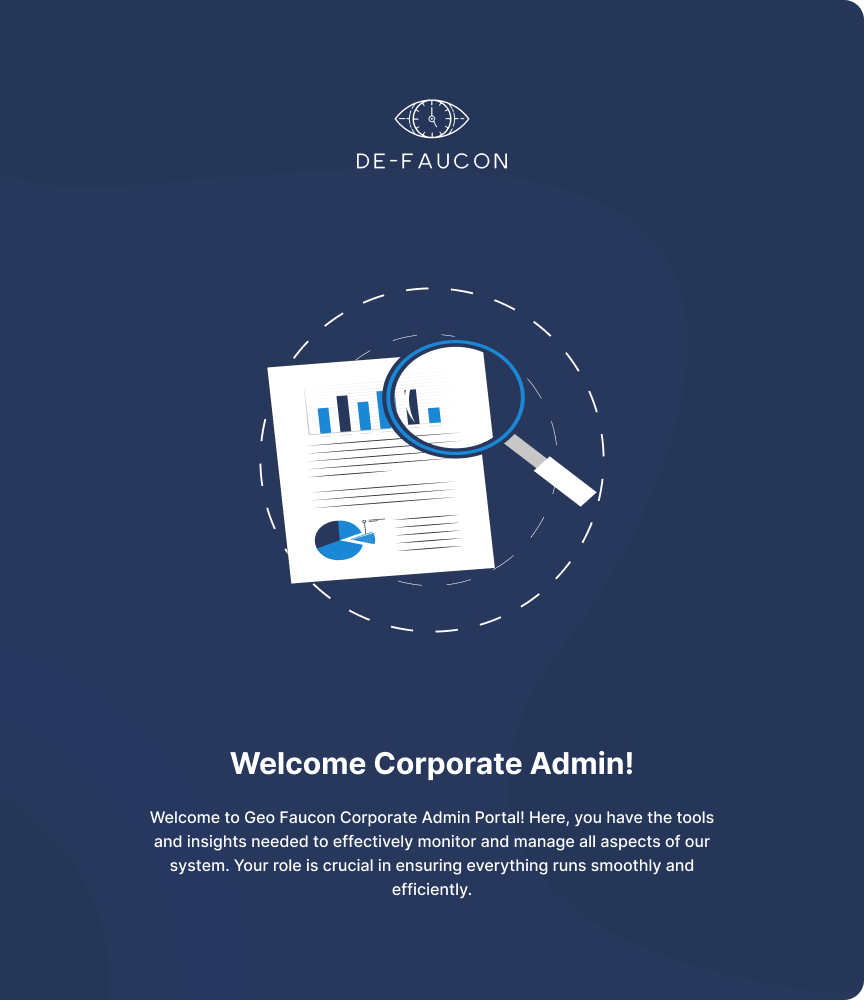 DE-FAUCON
Welcome Corporate Admin!
Welcome to Geo Faucon Corporate Admin Portal! Here, you have the tools
and insights needed to effectively monitor and manage all aspects of our
system. Your role is crucial in ensuring everything runs smoothly and
efficiently.